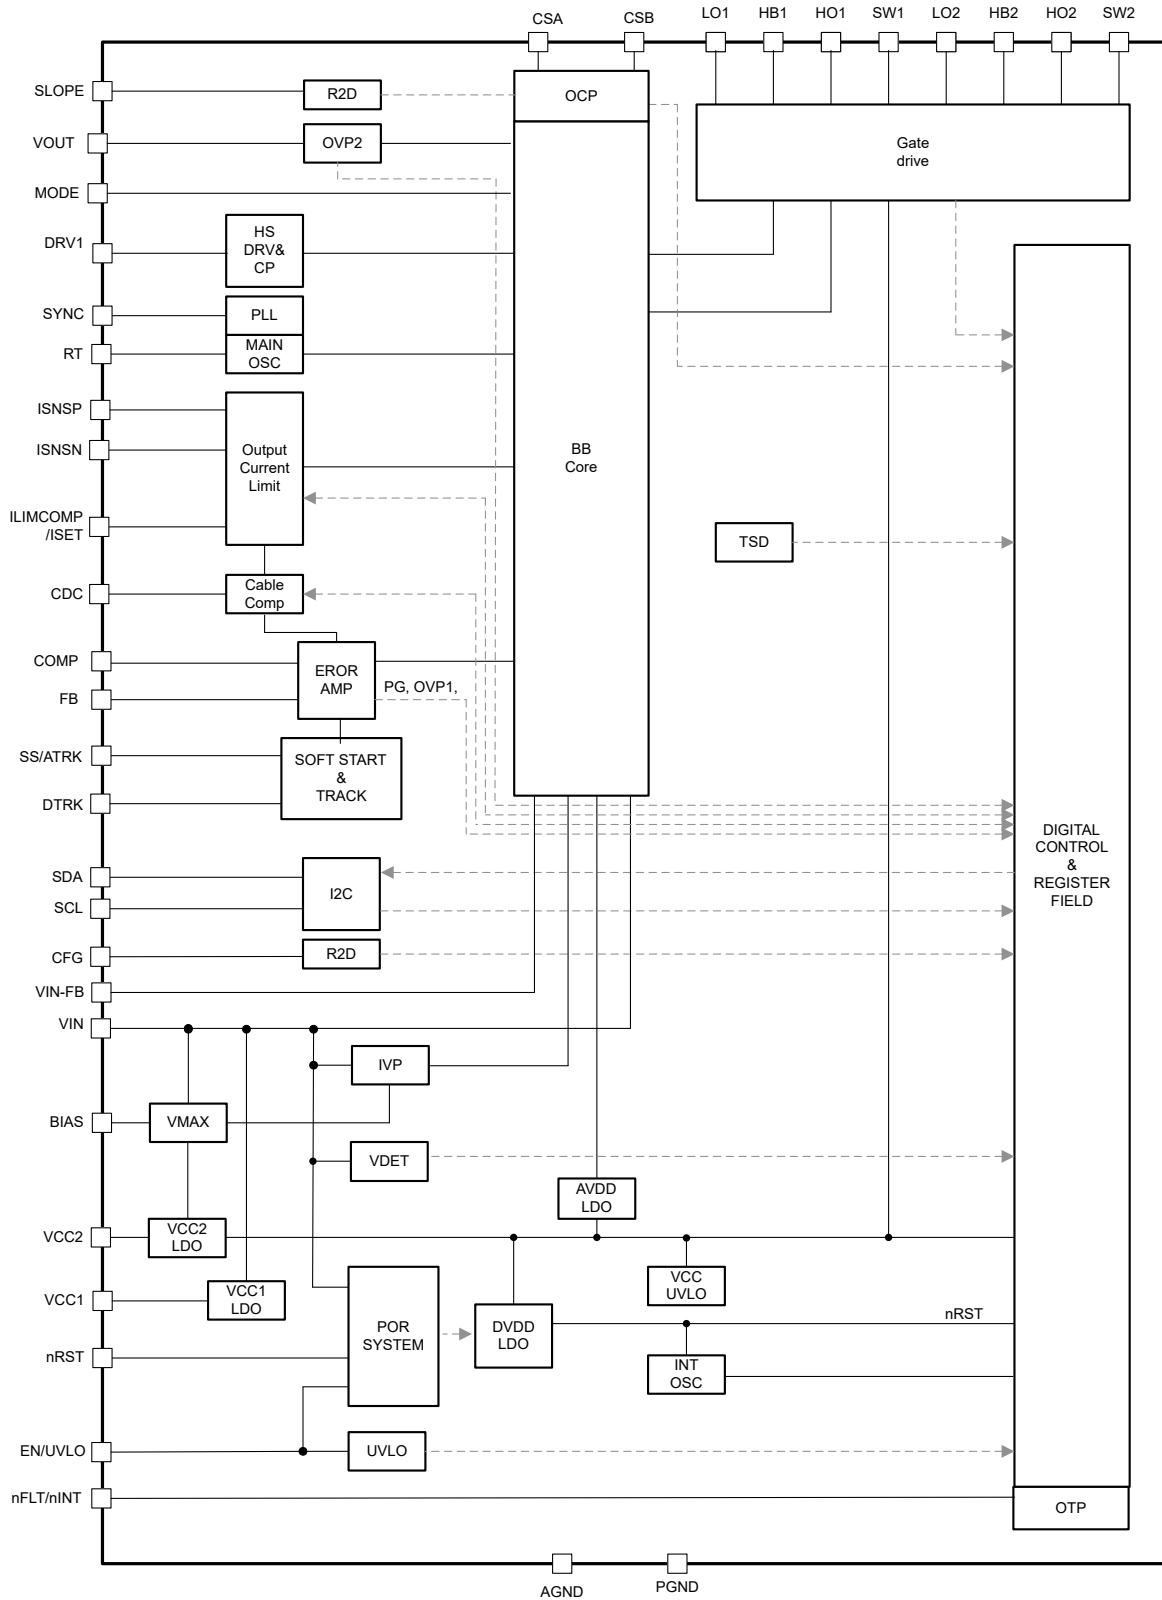 CSA
CSB
LO1
HB1
HO1
SW1
LO2
HB2
HO2
SW2
SLOPE
R2D
OCP
VOUT
OVP2
Gate
drive
MODE
DRV1
HS
DRV&
CP
SYNC
PLL
RT
MAIN
OSC
ISNSP
ISNSN
Output
Current
Limit
BB
Core
ILIMCOMP
/ISET
TSD
CDC
Cable
Comp
COMP
EROR
AMP
PG, OVP1,
FB
SS/ATRK
SOFT START
&
TRACK
DTRK
DIGITAL
CONTROL
&
REGISTER
FIELD
SDA
I2C
SCL
CFG
R2D
VIN-FB
VIN
IVP
BIAS
VMAX
VDET
AVDD
LDO
VCC2
VCC2
LDO
VCC
UVLO
VCC1
VCC1
LDO
POR
SYSTEM
DVDD
LDO
nRST
nRST
INT
OSC
EN/UVLO
UVLO
nFLT/nINT
OTP
AGND
PGND